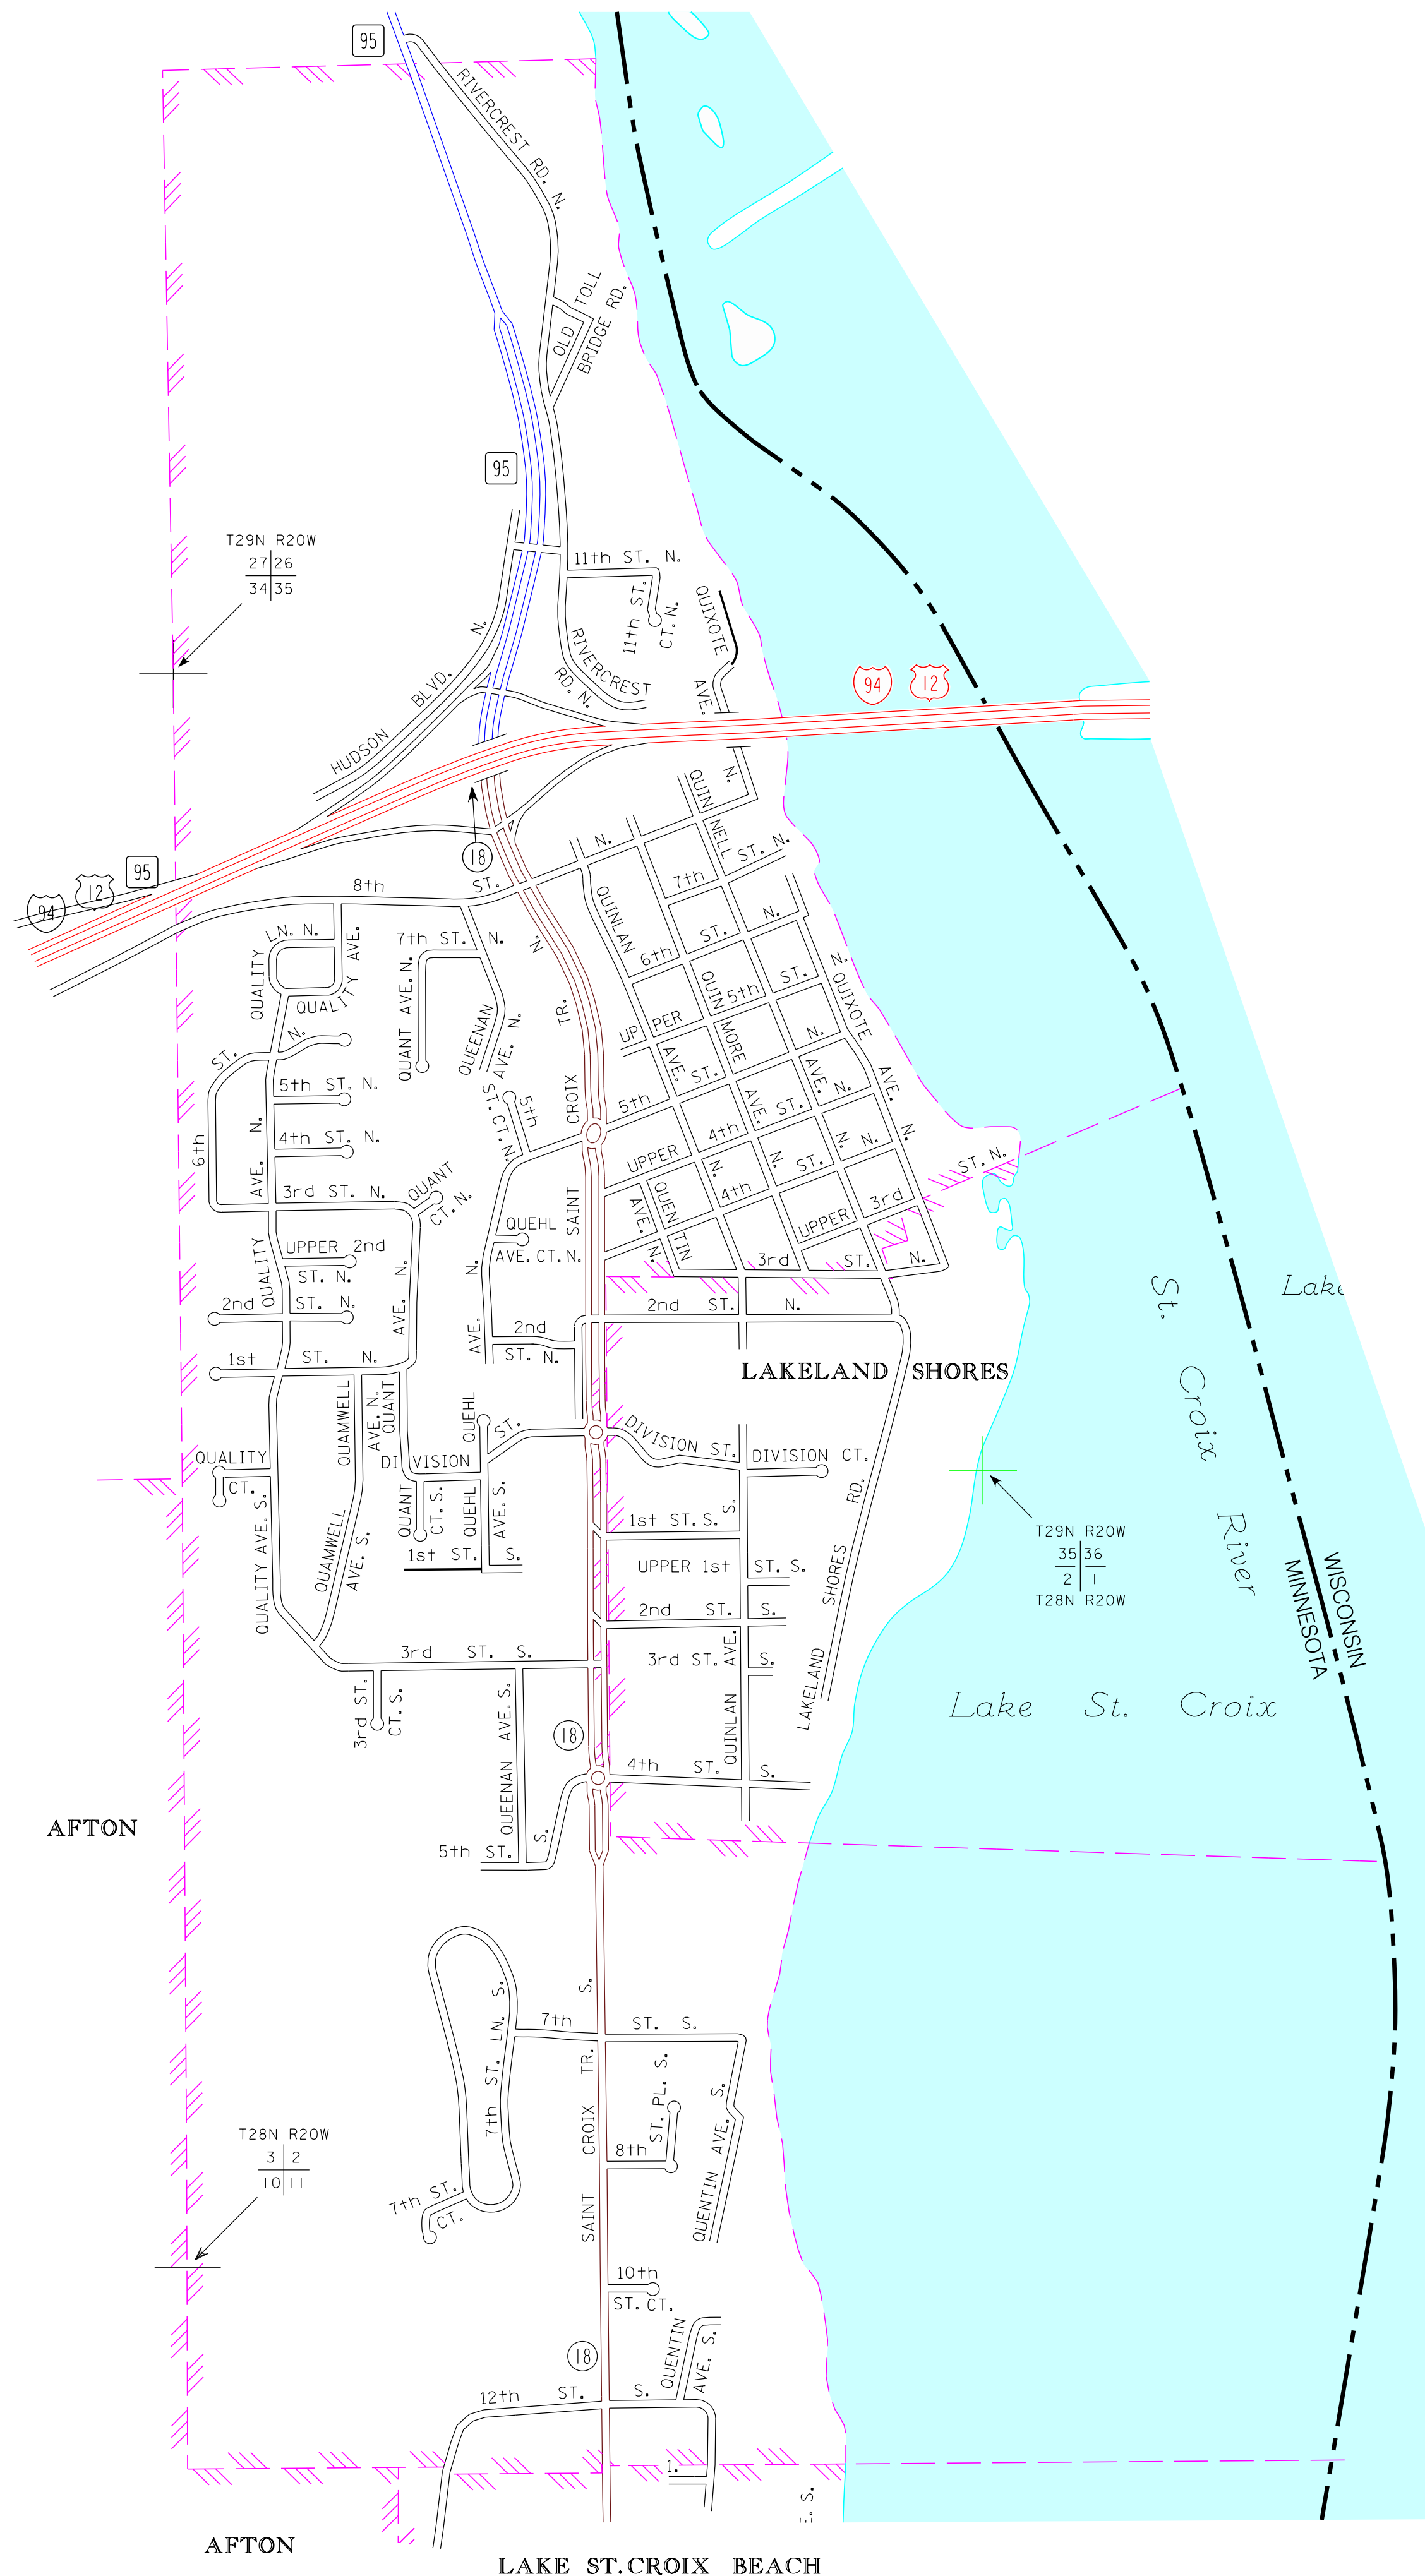 95
RIVERCREST RD. N.
OLD TOLL
BRIDGE RD.
95
T29N R20W
27 26
34 35
11th ST. N.
11th ST.
CT. N.
QUIXOTE
AVE.
N.
RIVERCREST
RD. N.
HUDSON BLVD. N.
94 12
18
94 12 95
8th ST. N.
QUINNELL
7th ST. N.
QUINLAN
6th ST. N.
QUALITY
LN. N.
QUALITY AVE.
7th ST. N.
QUANT AVE. N.
QUEENAN
AVE. N.
N.
TR.
CROIX
SAINT
UPPER 5th ST. N.
QUINMORE
AVE.
N.
QUIXOTE
AVE.
N.
6th ST. N.
5th ST. N.
4th ST. N.
3rd ST. N.
QUALITY AVE. N.
QUANT
CT. N.
5th
ST. CT. N.
5th ST. N.
AVE.
N.
AVE.
N.
UPPER 4th ST. N.
4th ST. N.
QUENTIN
AVE. N.
UPPER 3rd ST. N.
3rd ST. N.
QUEHL
AVE. CT. N.
UPPER 2nd
ST. N.
2nd ST. N.
1st ST. N.
QUANT
AVE. N.
QUEHL
AVE. N.
2nd
ST. N.
2nd ST. N.
LAKELAND SHORES
QUAMWELL
AVE. N.
QUALITY
CT.
DIVISION ST.
DIVISION ST.
DIVISION CT.
QUALITY AVE. S.
QUAMWELL
AVE. S.
QUANT
CT. S.
QUEHL
AVE. S.
1st ST. S.
1st ST. S.
UPPER 1st ST. S.
2nd ST. S.
3rd ST. S.
QUINLAN AVE. S.
LAKELAND SHORES RD.
T29N R20W
35 36
2 1
T28N R20W
St. Croix River
Lake
WISCONSIN
MINNESOTA
Lake St. Croix
3rd ST. S.
3rd ST.
CT. S.
QUEENAN AVE. S.
18
4th ST. S.
5th ST. S.
AFTON
7th ST. LN. S.
7th ST. S.
SAINT CROIX TR. S.
8th ST. PL. S.
QUENTIN AVE. S.
7th ST.
CT.
T28N R20W
3 2
10 11
10th
ST. CT.
18
QUENTIN
AVE. S.
12th ST. S.
1.
E. S.
AFTON
LAKE ST. CROIX BEACH